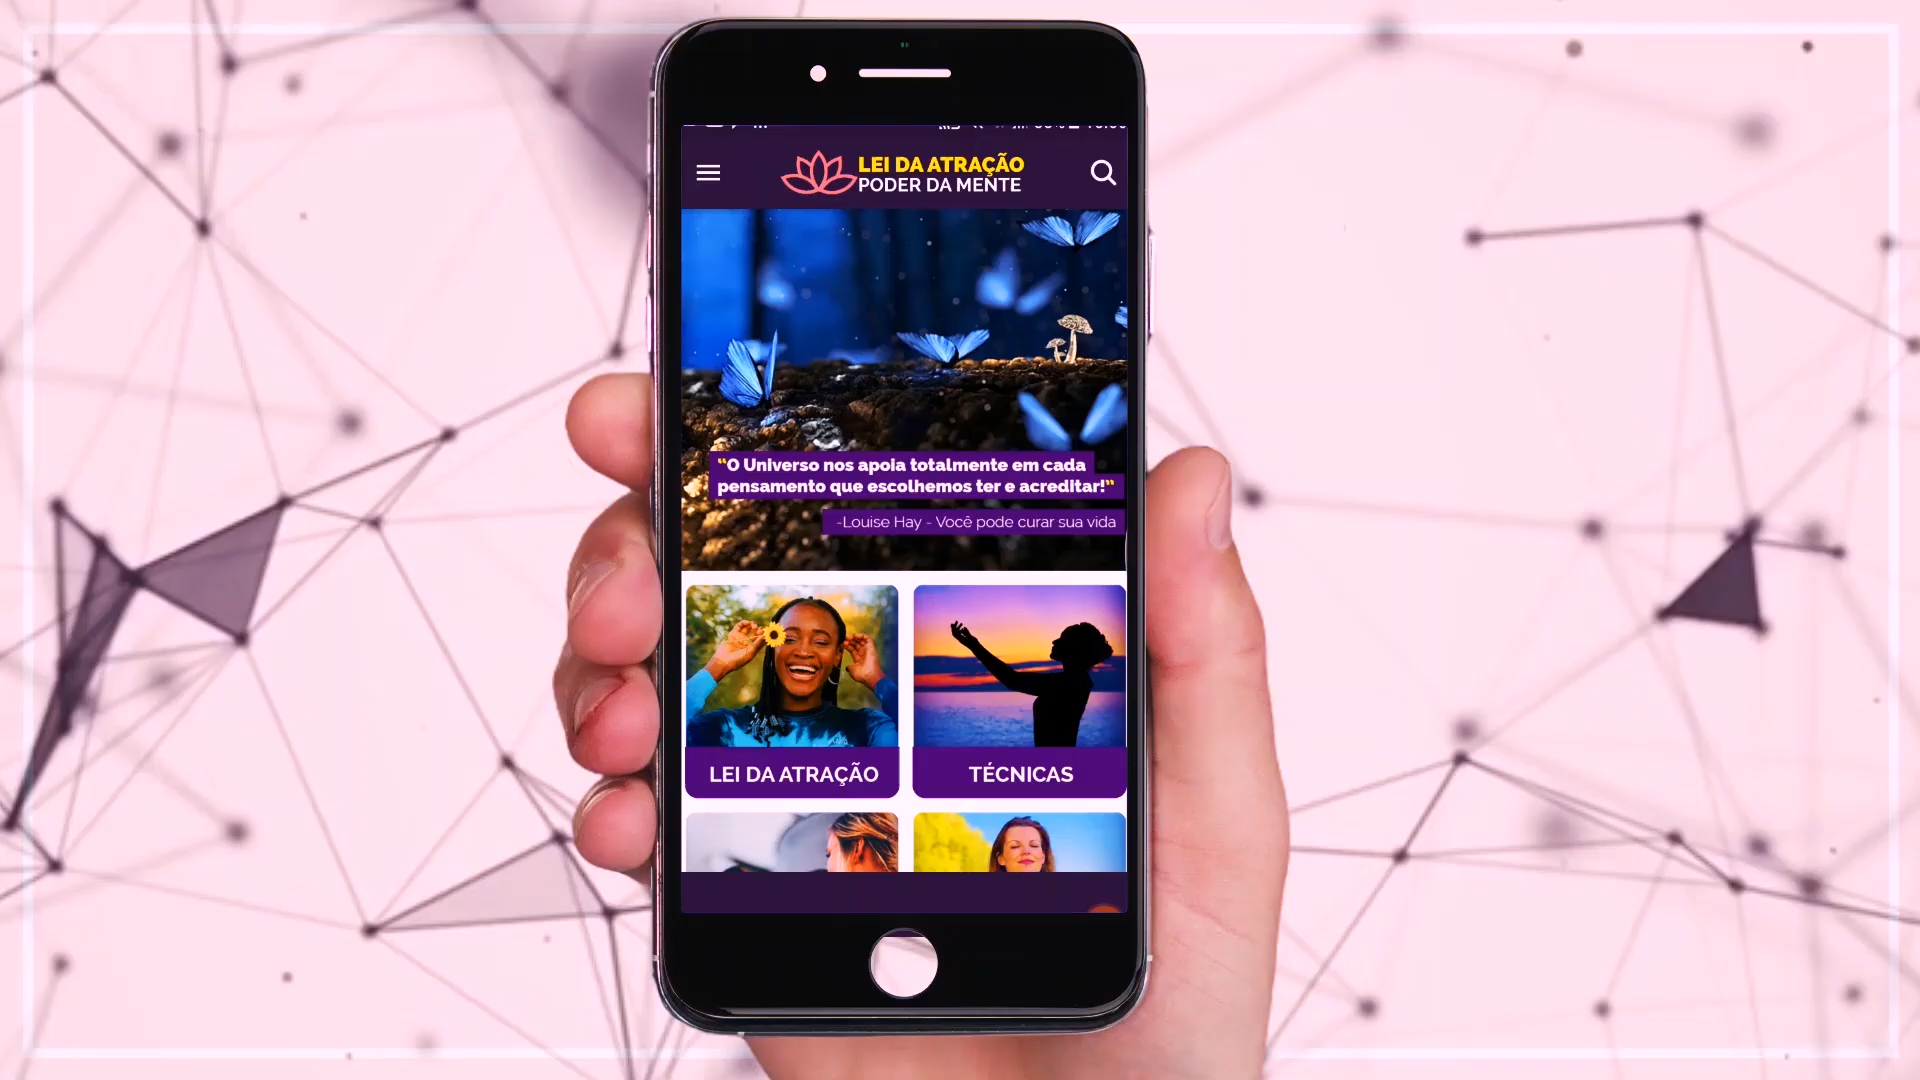 LEI DA ATRAÇÃO
PODER DA MENTE
"O Universo nos apoia totalmente em cada
pensamento que escolhemos ter e acreditar!"
-Louise Hay - Você pode curar sua vida
LEI DA ATRAÇÃO
TÉCNICAS